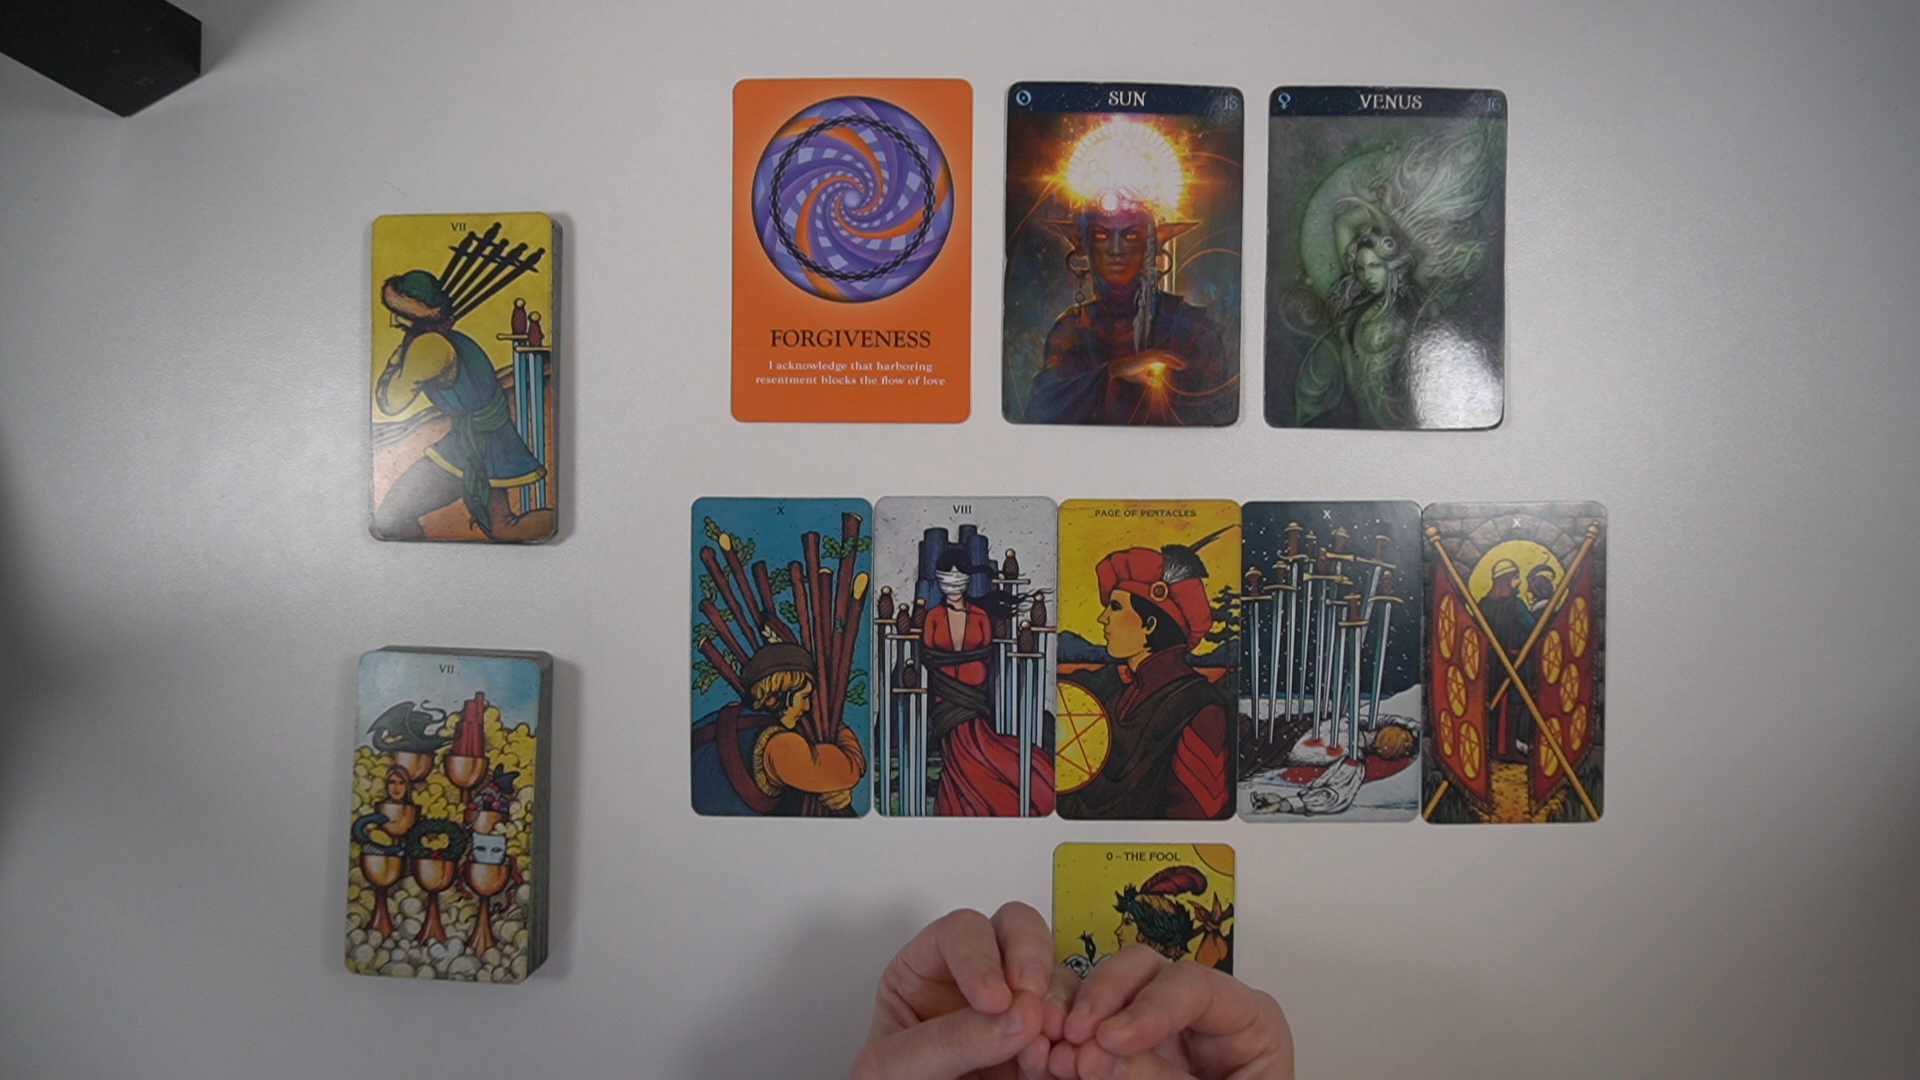 SUN
18
VENUS
16
FORGIVENESS
I acknowledge that harboring
resentment blocks the flow of love
VII
X
VIII
PAGE OF PENTACLES
X
X
0 – THE FOOL
VII